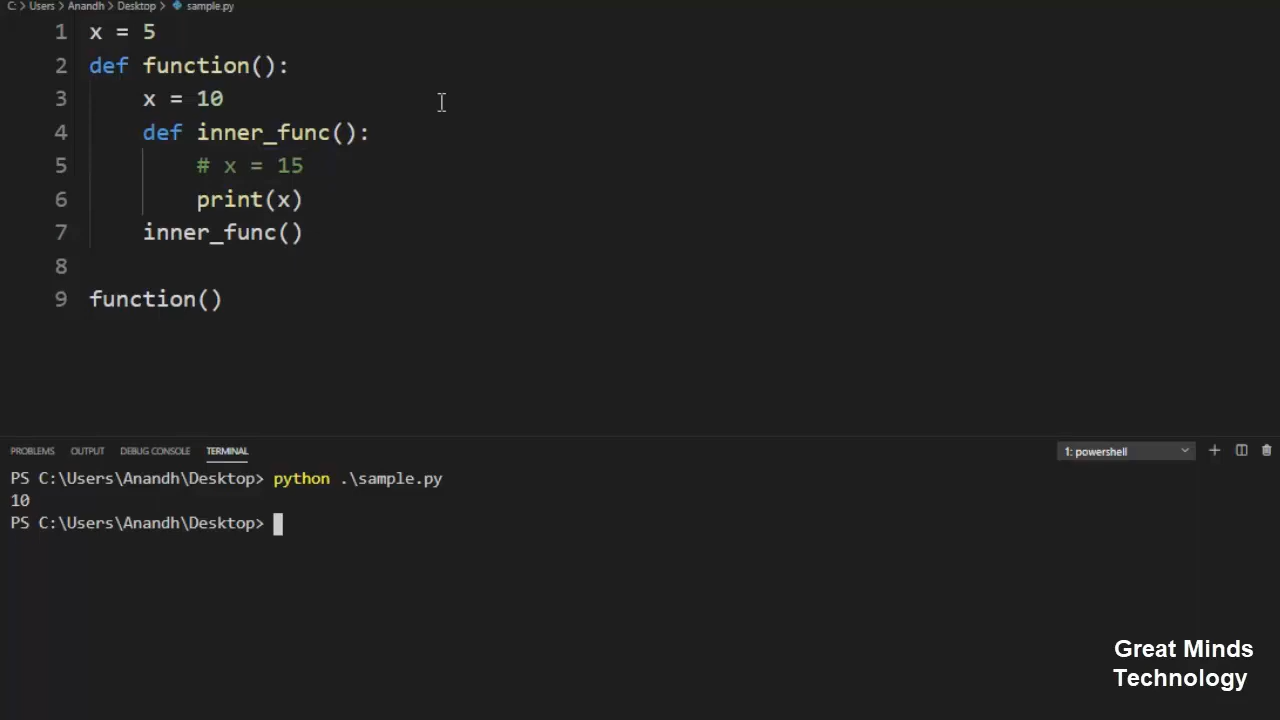 C: > Users > Anandh > Desktop > sample.py
1 x = 5
2 def function():
3     x = 10
4     def inner_func():
5         # x = 15
6         print(x)
7     inner_func()
8
9 function()
PROBLEMS OUTPUT DEBUG CONSOLE TERMINAL 1: powershell
PS C:\Users\Anandh\Desktop> python .\sample.py
10
PS C:\Users\Anandh\Desktop>
Great Minds
Technology